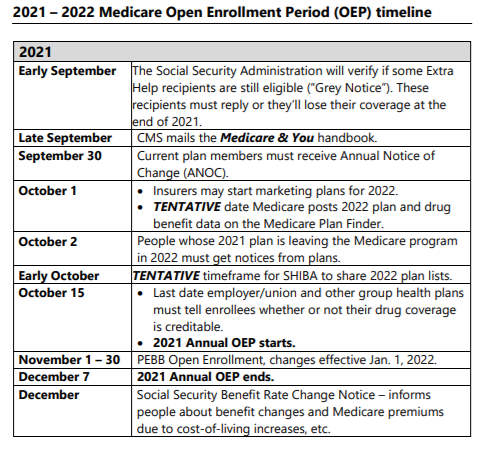 2021 – 2022 Medicare Open Enrollment Period (OEP) timeline
2021
Early September
The Social Security Administration will verify if some Extra
Help recipients are still eligible (“Grey Notice”). These
recipients must reply or they’ll lose their coverage at the
end of 2021.
Late September
CMS mails the Medicare & You handbook.
September 30
Current plan members must receive Annual Notice of
Change (ANOC).
October 1
• Insurers may start marketing plans for 2022.
• TENTATIVE date Medicare posts 2022 plan and drug
benefit data on the Medicare Plan Finder.
October 2
People whose 2021 plan is leaving the Medicare program
in 2022 must get notices from plans.
Early October
TENTATIVE timeframe for SHIBA to share 2022 plan lists.
October 15
• Last date employer/union and other group health plans
must tell enrollees whether or not their drug coverage
is creditable.
• 2021 Annual OEP starts.
November 1 – 30
PEBB Open Enrollment, changes effective Jan. 1, 2022.
December 7
2021 Annual OEP ends.
December
Social Security Benefit Rate Change Notice – informs
people about benefit changes and Medicare premiums
due to cost-of-living increases, etc.